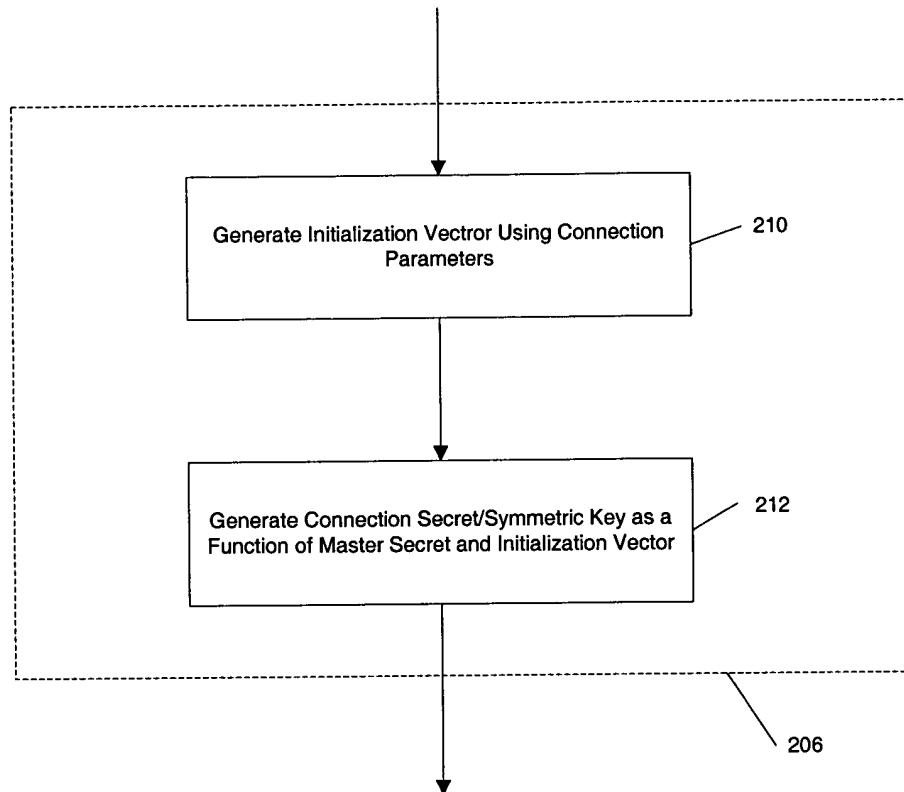 Generate Initialization Vectror Using Connection
Parameters
210
Generate Connection Secret/Symmetric Key as a
Function of Master Secret and Initialization Vector
212
206